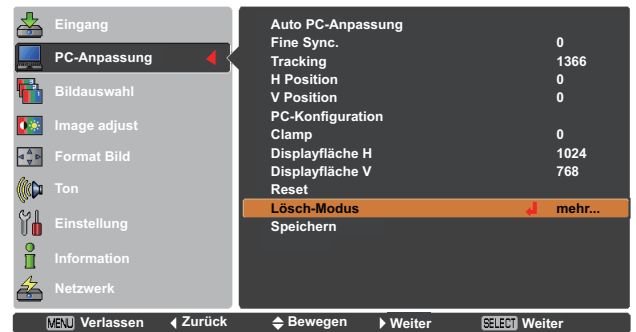 Eingang
PC-Anpassung
Bildauswahl
Image adjust
Format Bild
Ton
Einstellung
Information
Netzwerk
Auto PC-Anpassung
Fine Sync. 0
Tracking 1366
H Position 0
V Position 0
PC-Konfiguration
Clamp 0
Displayfläche H 1024
Displayfläche V 768
Reset
Lösch-Modus mehr...
Speichern
MENU Verlassen Zurück Bewegen Weiter SELECT Weiter